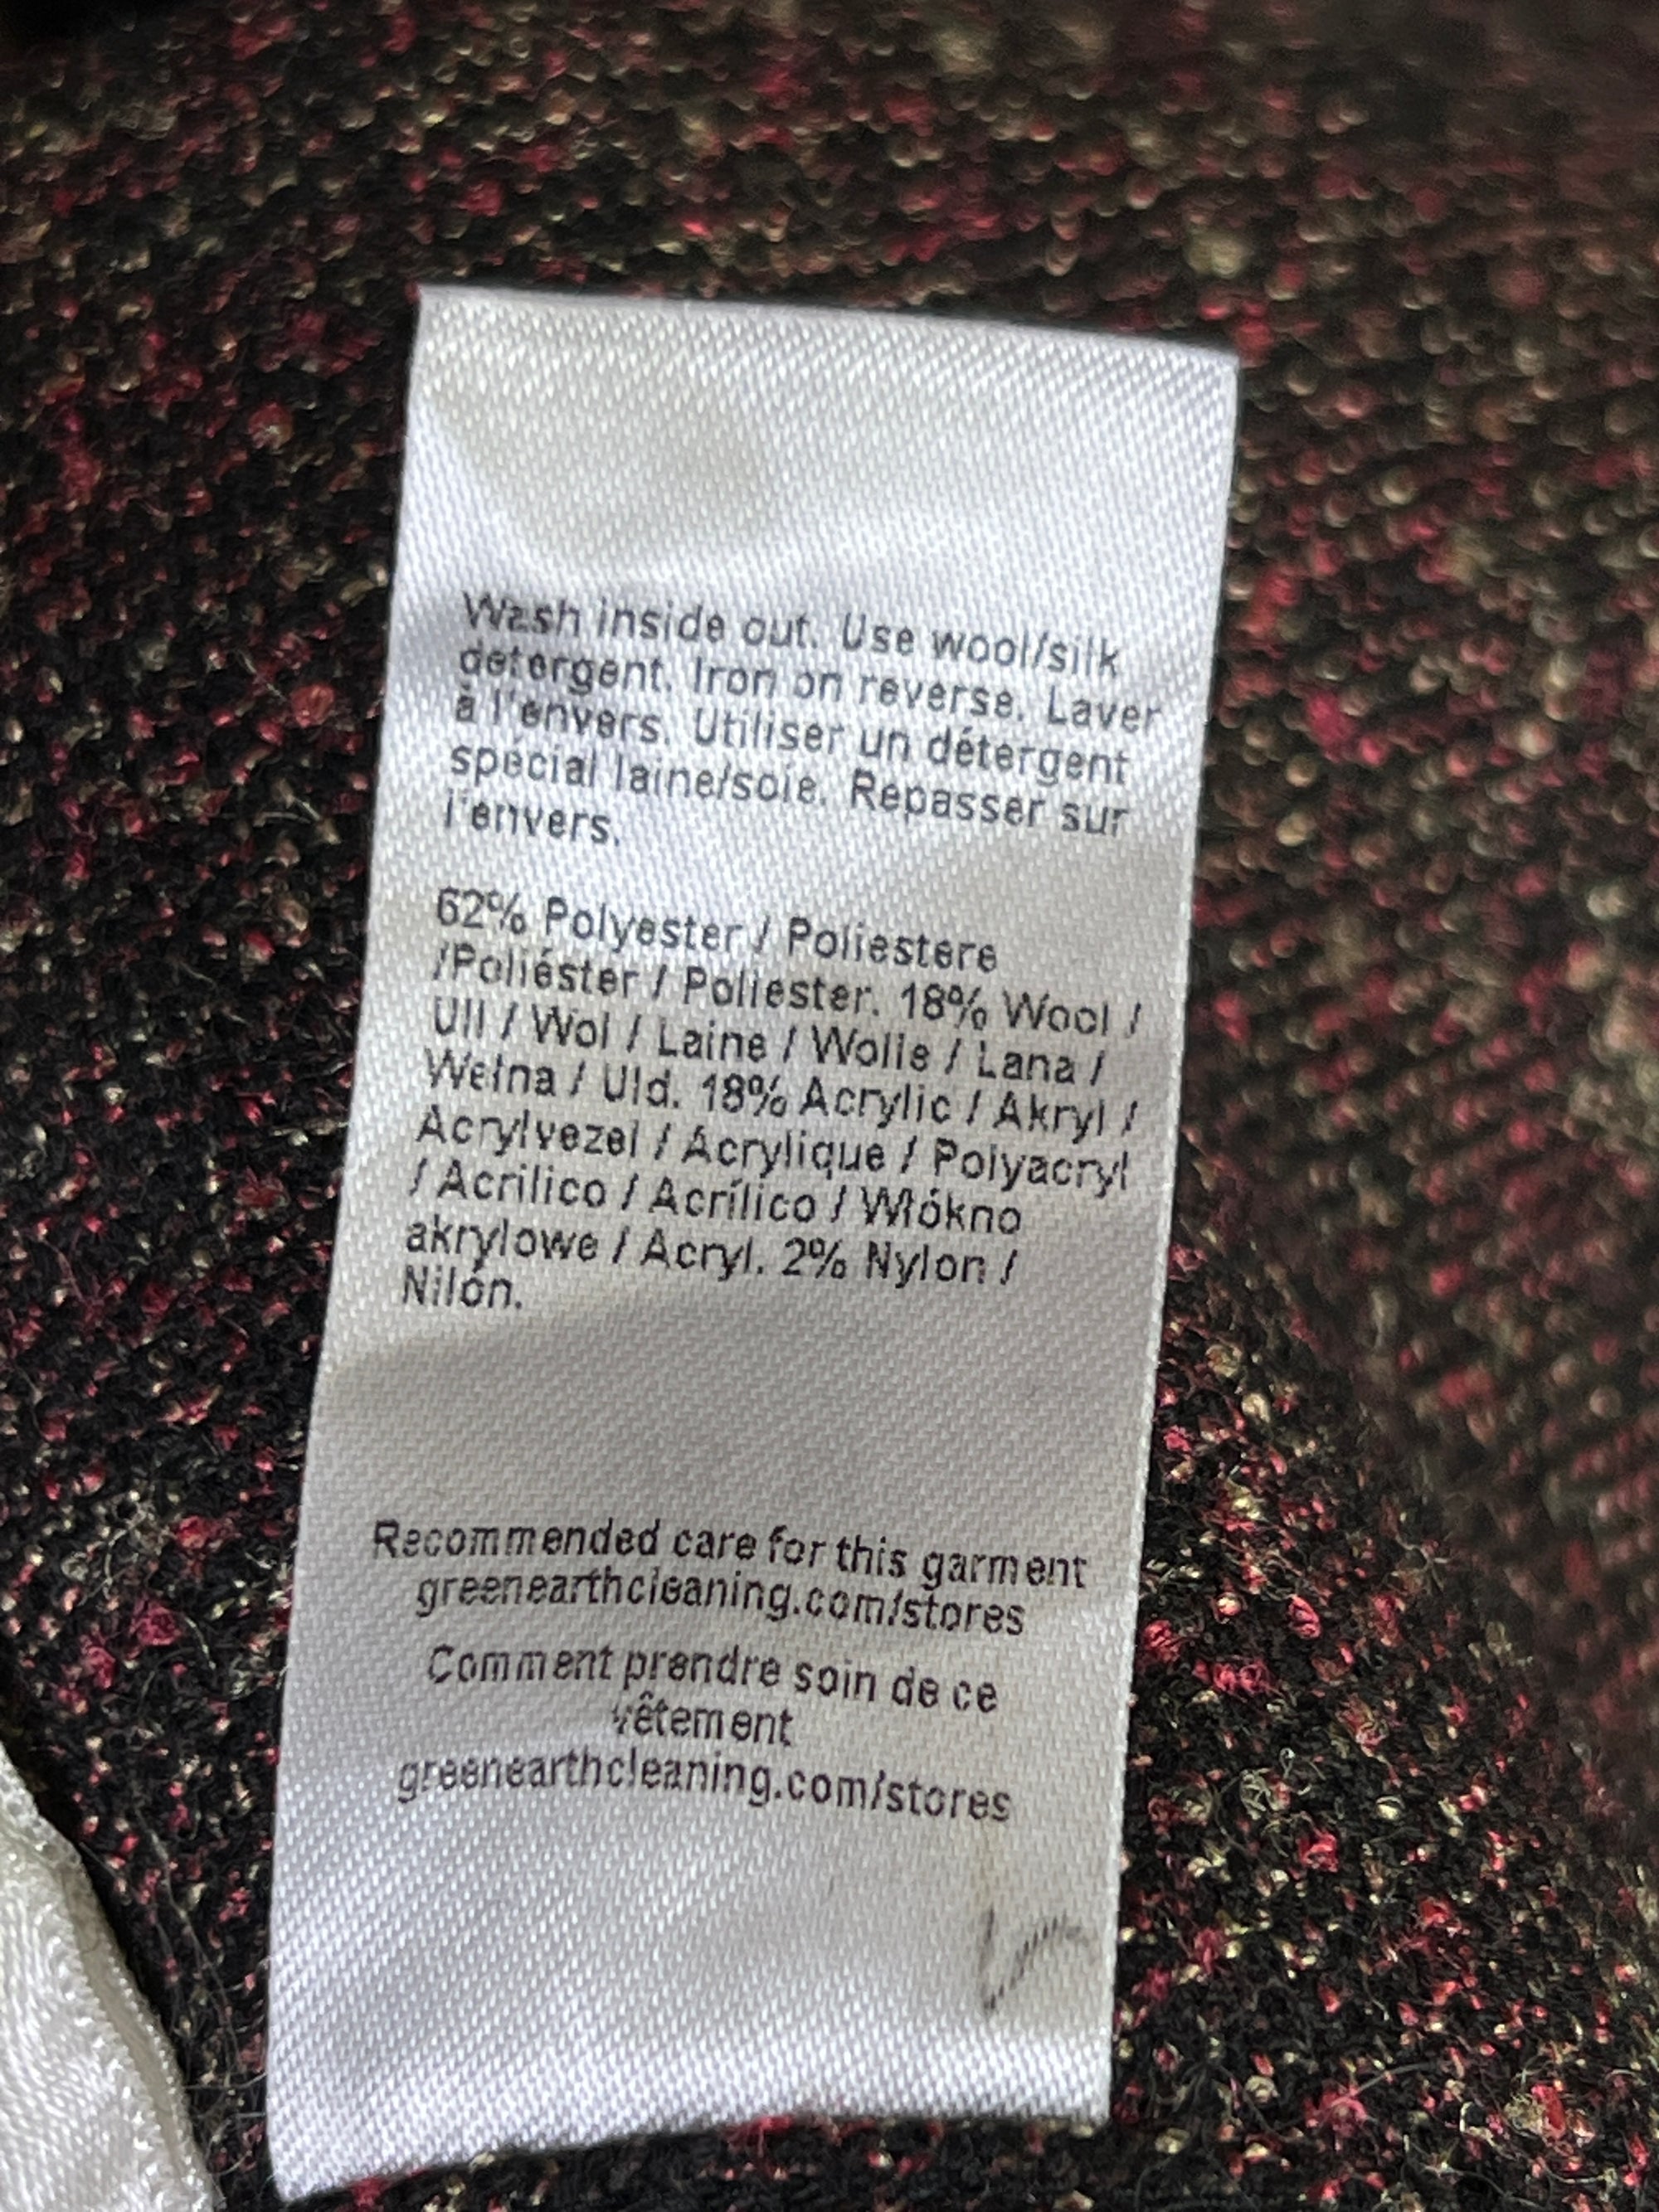 Wash inside out. Use wool/silk
detergent. Iron on reverse. Laver
à l'envers. Utiliser un détergent
spécial laine/soie. Repasser sur
l'envers.
62% Polyester / Poliestere
/Poliéster / Poliester. 18% Wool /
Ull / Wol / Laine / Wolle / Lana /
Wełna / Uld. 18% Acrylic / Akryl /
Acrylvezel / Acrylique / Polyacryl
/ Acrilico / Acrílico / Włókno
akrylowe / Acryl. 2% Nylon /
Nilón.
Recommended care for this garment
greenearthcleaning.com/stores
Comment prendre soin de ce
vêtement
greenearthcleaning.com/stores